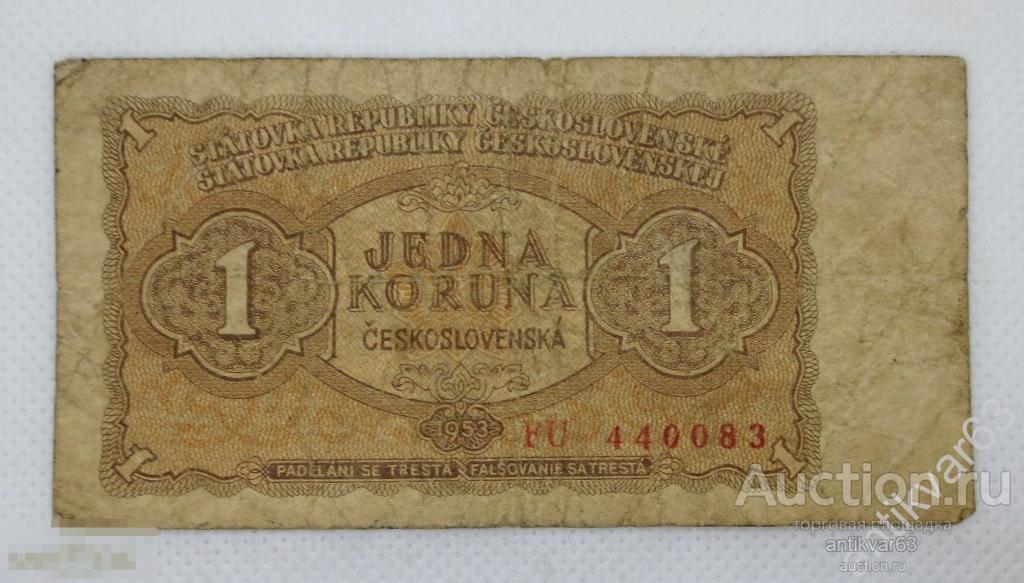 1 1
STÁTOVKA REPUBLIKY ČESKOSLOVENSKÉ
ŠTÁTOVKA REPUBLIKY ČESKOSLOVENSKEJ
1 JEDNA 1
KORUNA
ČESKOSLOVENSKÁ
1953 FU 440083
1 1
PADĚLÁNÍ SE TRESTÁ FALŠOVANIE SA TRESTÁ
Auction.ru
торговая площадка
antikvar63
auction.ru
antikvar63